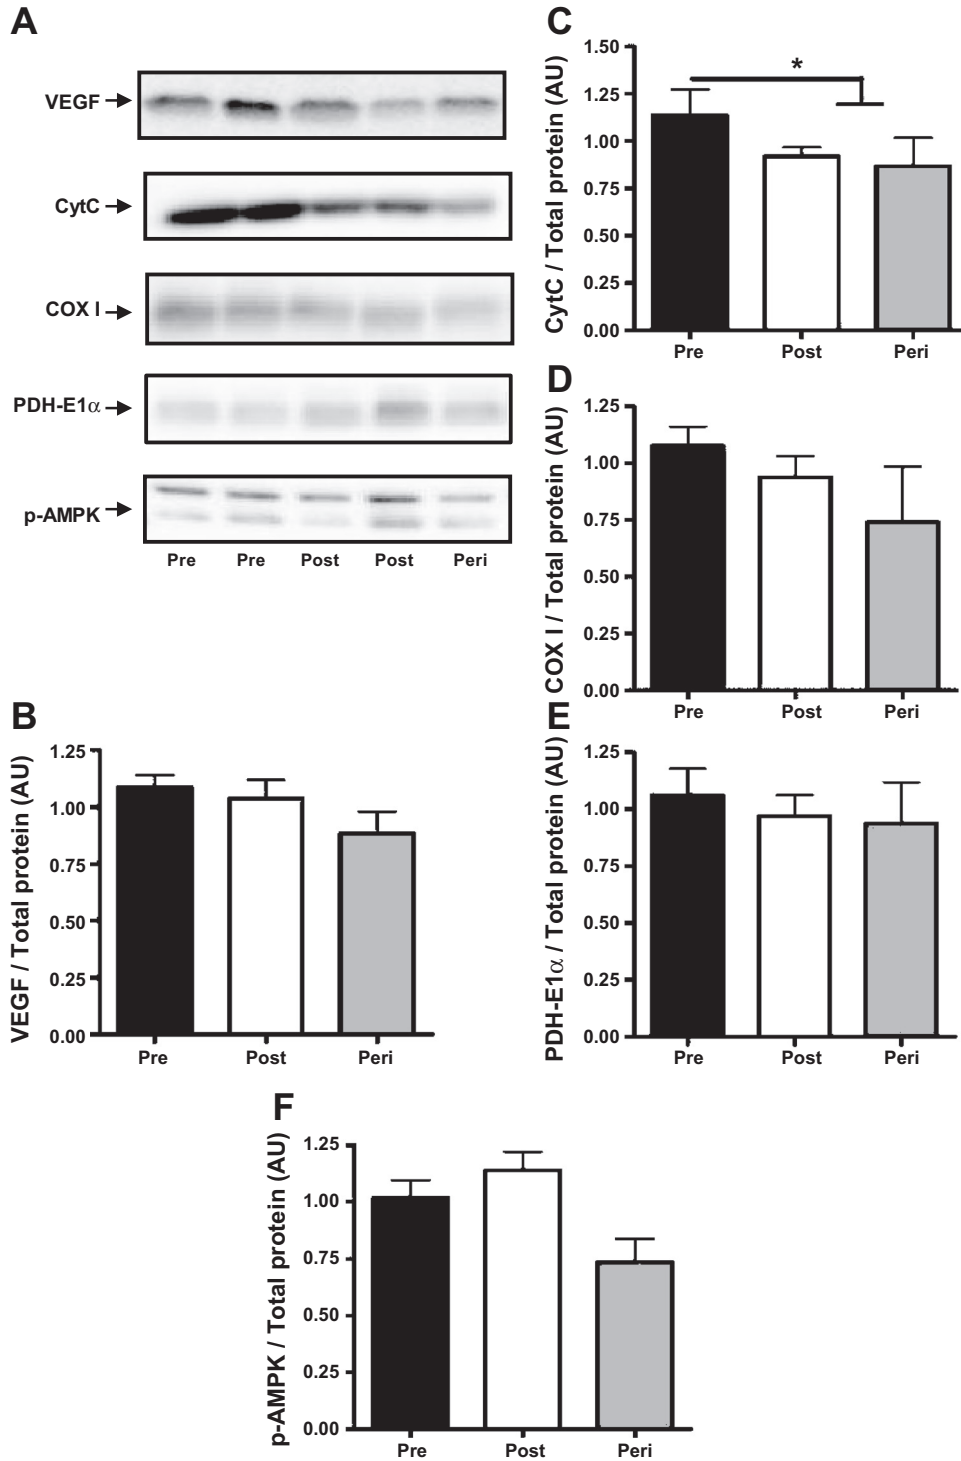 A
VEGF
CytC
COX I
PDH-E1α
p-AMPK
Pre Pre Post Post Peri
B
VEGF / Total protein (AU)
1.25
1.00
0.75
0.50
0.25
0.00
Pre Post Peri
C
CytC / Total protein (AU)
1.50
1.25
1.00
0.75
0.50
0.25
0.00
*
Pre Post Peri
D
COX I / Total protein (AU)
1.25
1.00
0.75
0.50
0.25
0.00
Pre Post Peri
E
PDH-E1α / Total protein (AU)
1.25
1.00
0.75
0.50
0.25
0.00
Pre Post Peri
F
p-AMPK / Total protein (AU)
1.25
1.00
0.75
0.50
0.25
0.00
Pre Post Peri